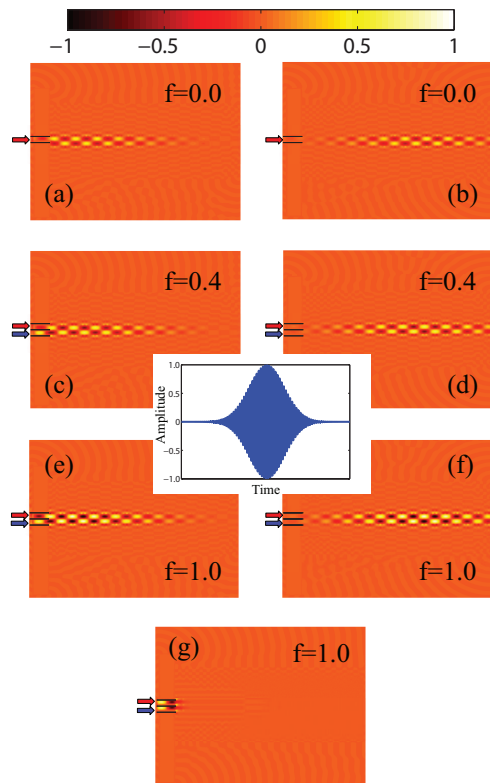 −1 −0.5 0 0.5 1
f=0.0 f=0.0
(a) (b)
f=0.4 f=0.4
(c) (d)
1.0
0.5
0
−0.5
−1.0
Amplitude
Time
(e) (f)
f=1.0 f=1.0
(g) f=1.0